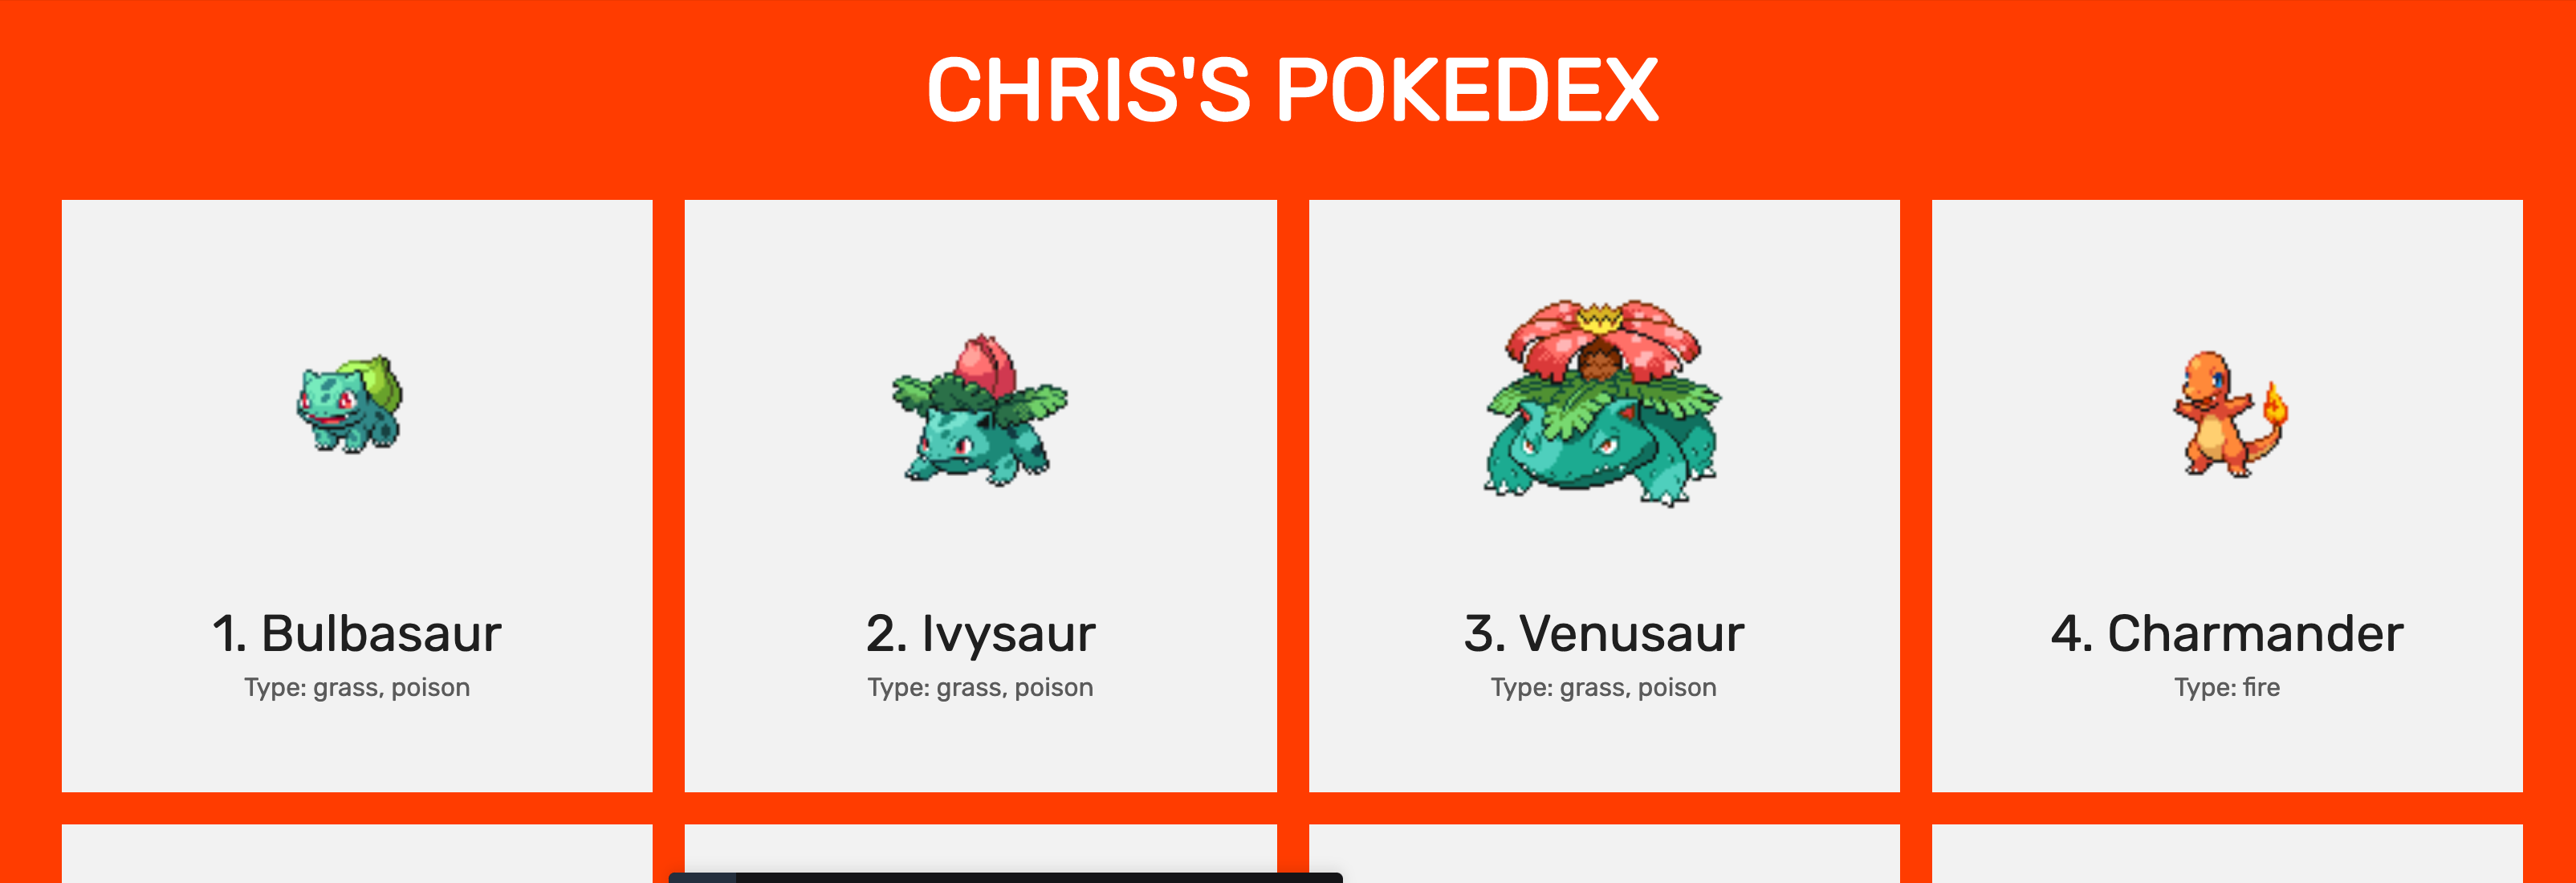 CHRIS'S POKEDEX
1. Bulbasaur
Type: grass, poison
2. Ivysaur
Type: grass, poison
3. Venusaur
Type: grass, poison
4. Charmander
Type: fire